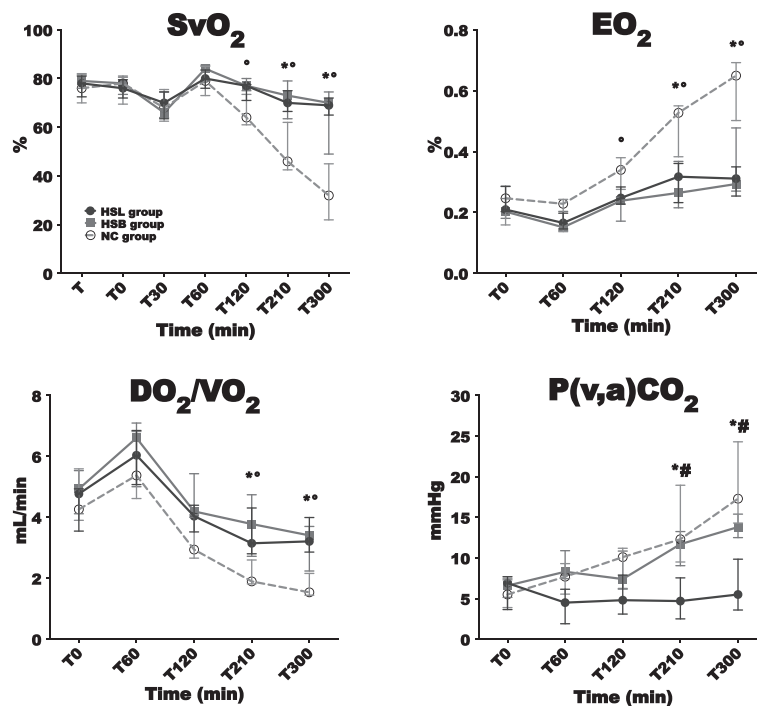 SvO2
%
100
80
60
40
20
0
° *° *°
HSL group
HSB group
NC group
T T0 T30 T60 T120 T210 T300
Time (min)
EO2
%
0.8
0.6
0.4
0.2
0.0
° *° *°
T0 T60 T120 T210 T300
Time (min)
DO2/VO2
mL/min
8
6
4
2
0
*° *°
T0 T60 T120 T210 T300
Time (min)
P(v,a)CO2
mmHg
30
25
20
15
10
5
0
*# *#
T0 T60 T120 T210 T300
Time (min)